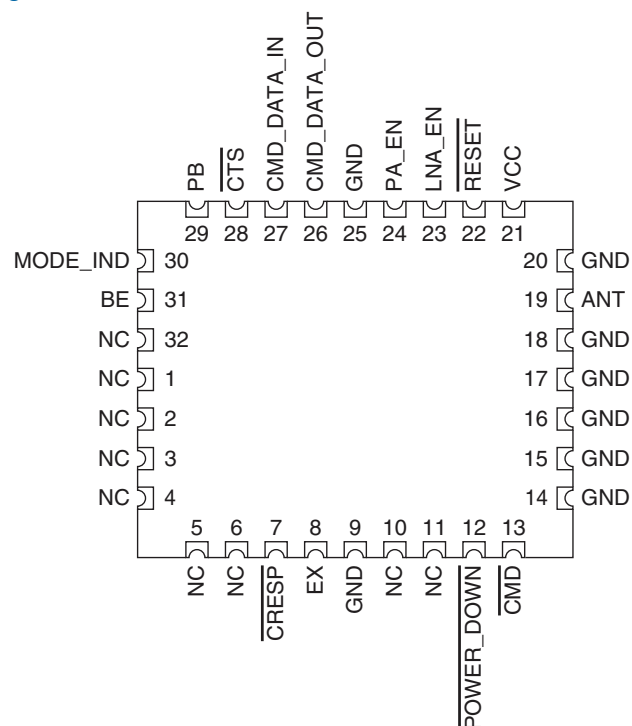 PB
CTS
CMD_DATA_IN
CMD_DATA_OUT
GND
PA_EN
LNA_EN
RESET
VCC
29 28 27 26 25 24 23 22 21
MODE_IND 30
20 GND
BE 31
19 ANT
NC 32
18 GND
NC 1
17 GND
NC 2
16 GND
NC 3
15 GND
NC 4
14 GND
5 6 7 8 9 10 11 12 13
NC
NC
CRESP
EX
GND
NC
NC
POWER_DOWN
CMD